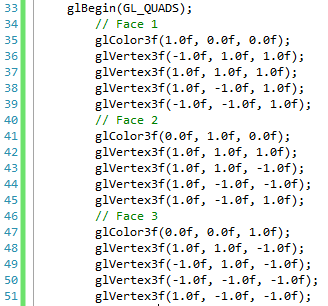 33 glBegin(GL_QUADS);
34 // Face 1
35 glColor3f(1.0f, 0.0f, 0.0f);
36 glVertex3f(-1.0f, 1.0f, 1.0f);
37 glVertex3f(1.0f, 1.0f, 1.0f);
38 glVertex3f(1.0f, -1.0f, 1.0f);
39 glVertex3f(-1.0f, -1.0f, 1.0f);
40 // Face 2
41 glColor3f(0.0f, 1.0f, 0.0f);
42 glVertex3f(1.0f, 1.0f, 1.0f);
43 glVertex3f(1.0f, 1.0f, -1.0f);
44 glVertex3f(1.0f, -1.0f, -1.0f);
45 glVertex3f(1.0f, -1.0f, 1.0f);
46 // Face 3
47 glColor3f(0.0f, 0.0f, 1.0f);
48 glVertex3f(1.0f, 1.0f, -1.0f);
49 glVertex3f(-1.0f, 1.0f, -1.0f);
50 glVertex3f(-1.0f, -1.0f, -1.0f);
51 glVertex3f(1.0f, -1.0f, -1.0f);